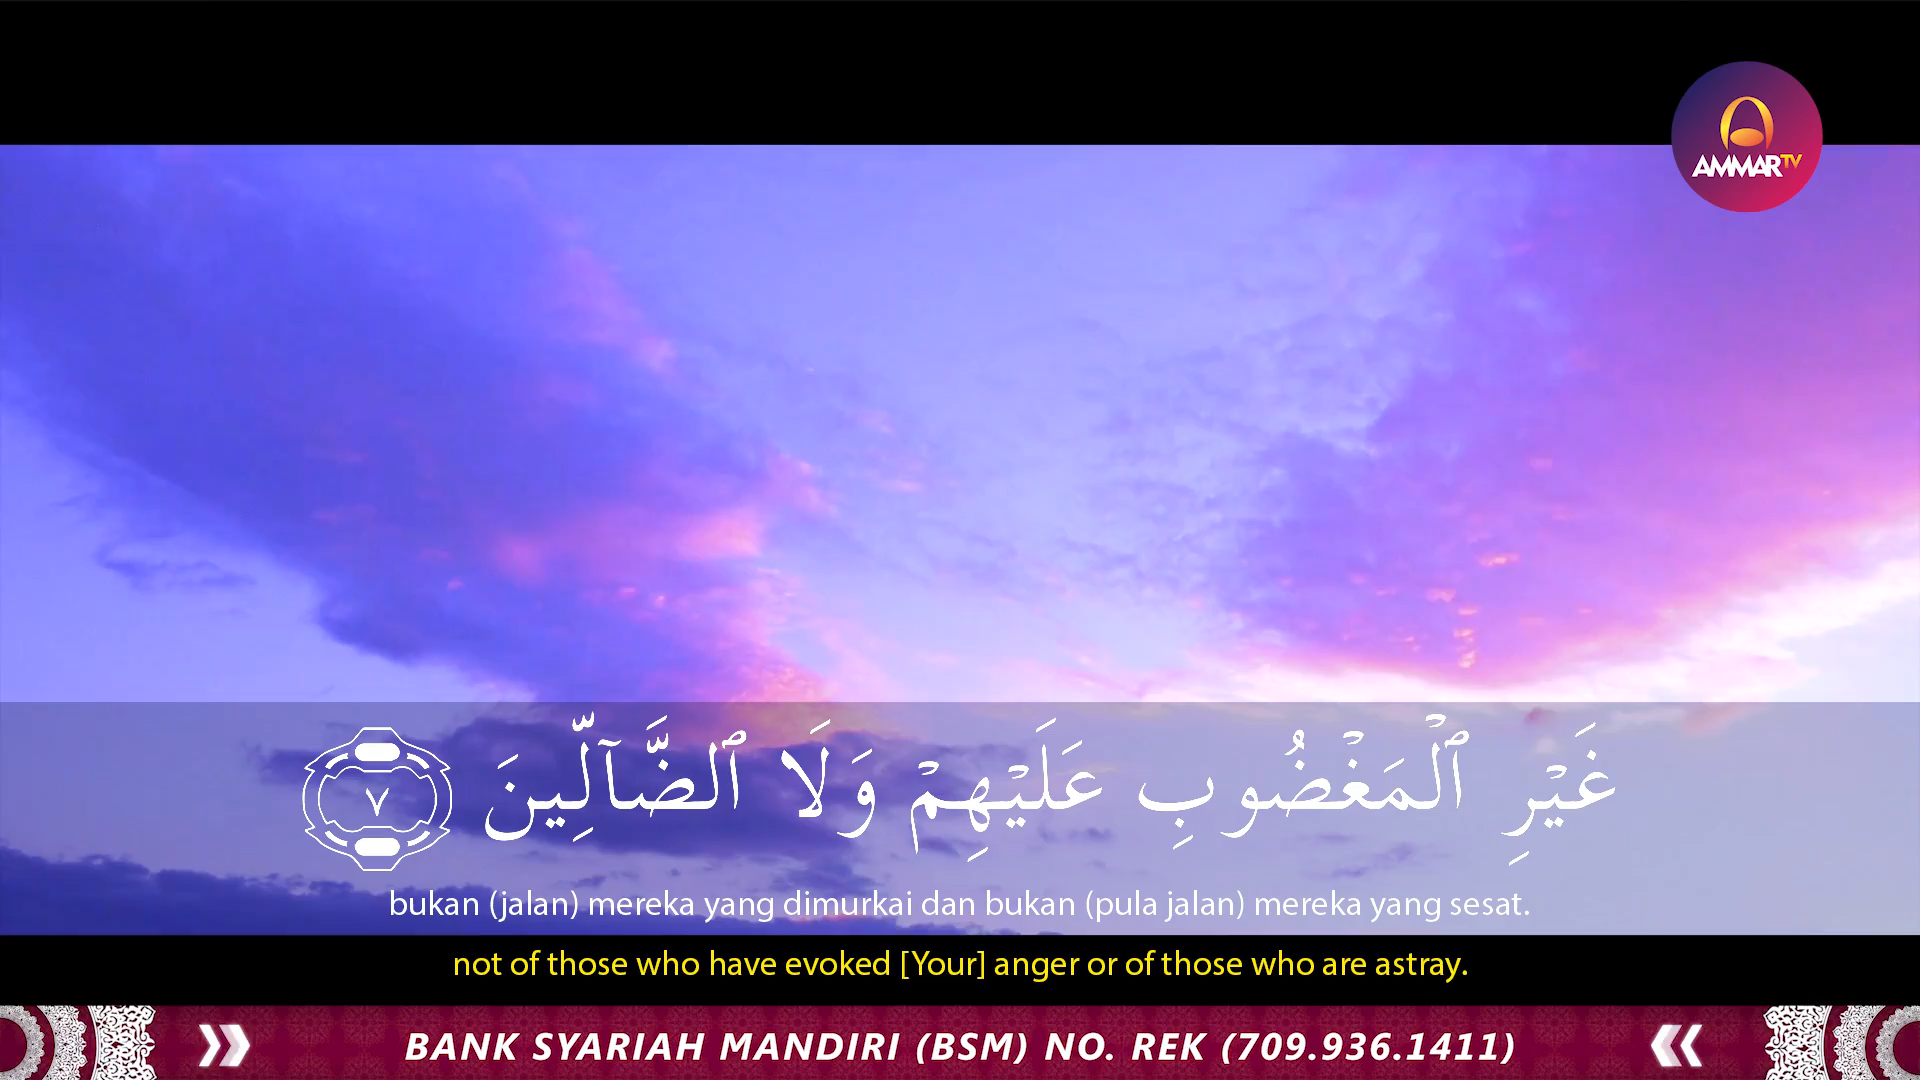 AMMARTV
غَيْرِ ٱلْمَغْضُوبِ عَلَيْهِمْ وَلَا ٱلضَّآلِّينَ ٧
bukan (jalan) mereka yang dimurkai dan bukan (pula jalan) mereka yang sesat.
not of those who have evoked [Your] anger or of those who are astray.
BANK SYARIAH MANDIRI (BSM) NO. REK (709.936.1411)